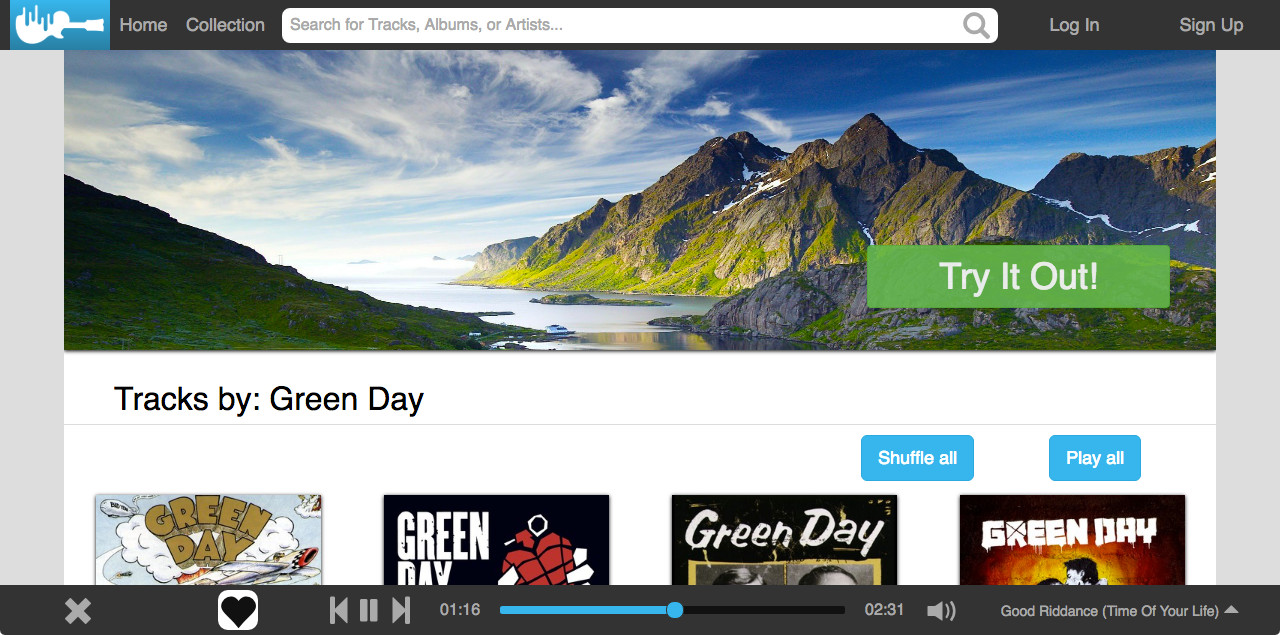 Home Collection Search for Tracks, Albums, or Artists... Log In Sign Up
Try It Out!
Tracks by: Green Day
Shuffle all Play all
GREEN DAY
GREEN DAY
Green Day
GREEN DAY
01:16 02:31 Good Riddance (Time Of Your Life)